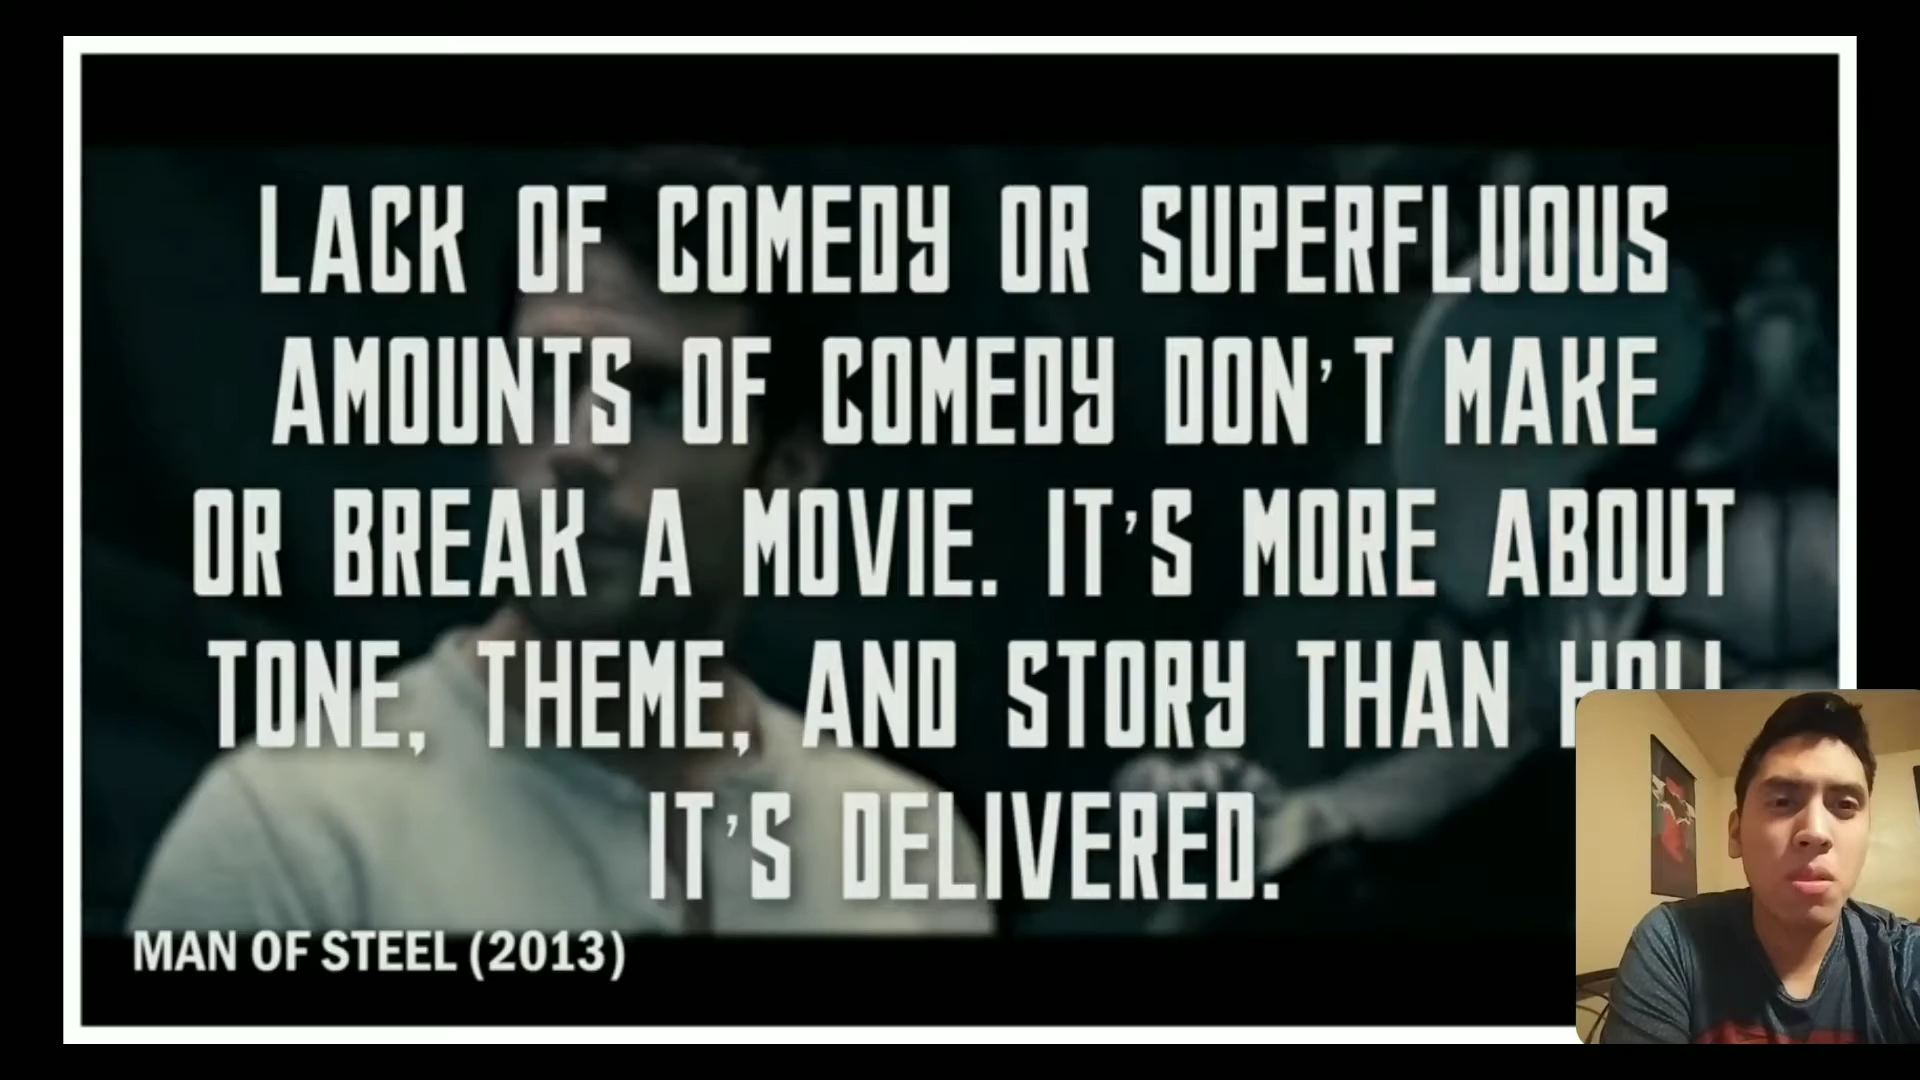 LACK OF COMEDY OR SUPERFLUOUS
AMOUNTS OF COMEDY DON'T MAKE
OR BREAK A MOVIE. IT'S MORE ABOUT
TONE, THEME, AND STORY THAN HOW
IT'S DELIVERED.
MAN OF STEEL (2013)